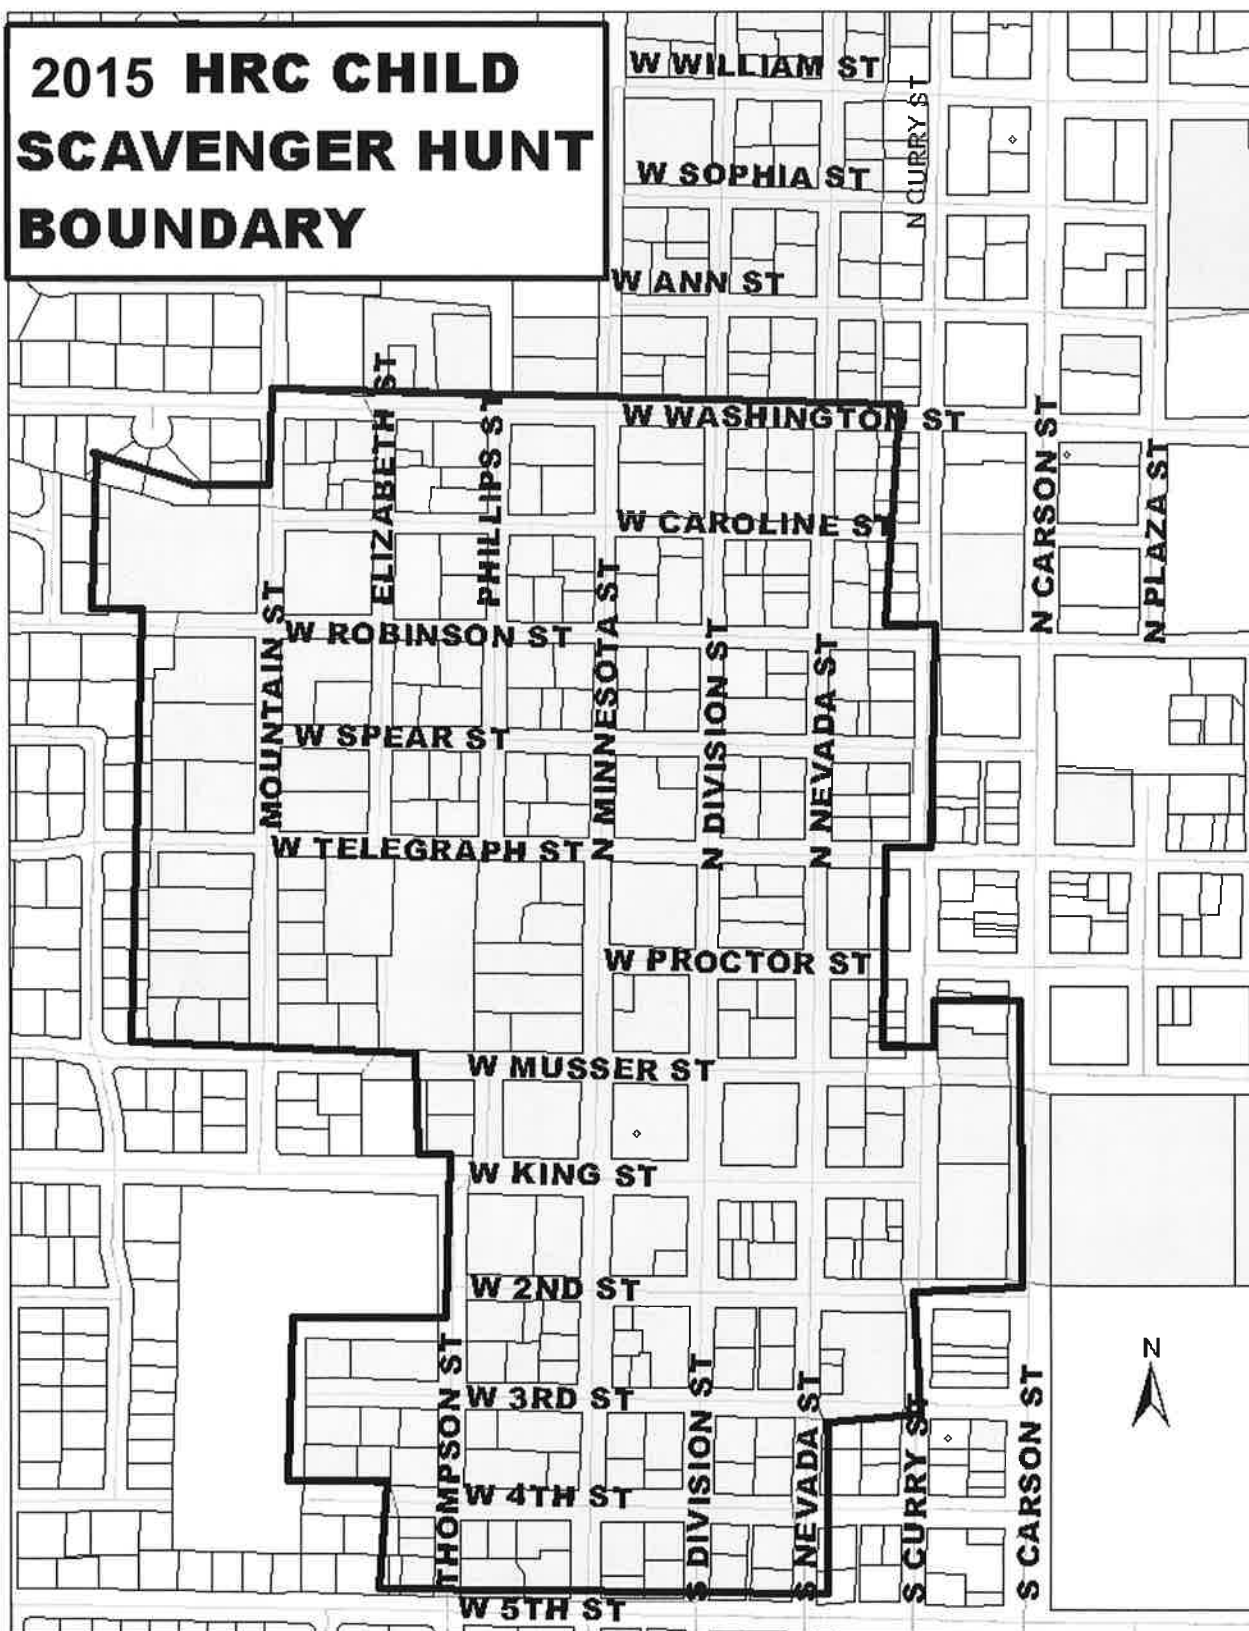 2015 HRC CHILD
SCAVENGER HUNT
BOUNDARY
W WILLIAM ST
N CURRY ST
W SOPHIA ST
W ANN ST
W WASHINGTON ST
ELIZABETH ST
PHILLIPS ST
N CARSON ST
N PLAZA ST
W CAROLINE ST
MOUNTAIN ST
W ROBINSON ST
N MINNESOTA ST
N DIVISION ST
N NEVADA ST
W SPEAR ST
W TELEGRAPH ST
W PROCTOR ST
W MUSSER ST
W KING ST
W 2ND ST
N
THOMPSON ST
W 3RD ST
S DIVISION ST
S NEVADA ST
S CURRY ST
S CARSON ST
W 4TH ST
W 5TH ST